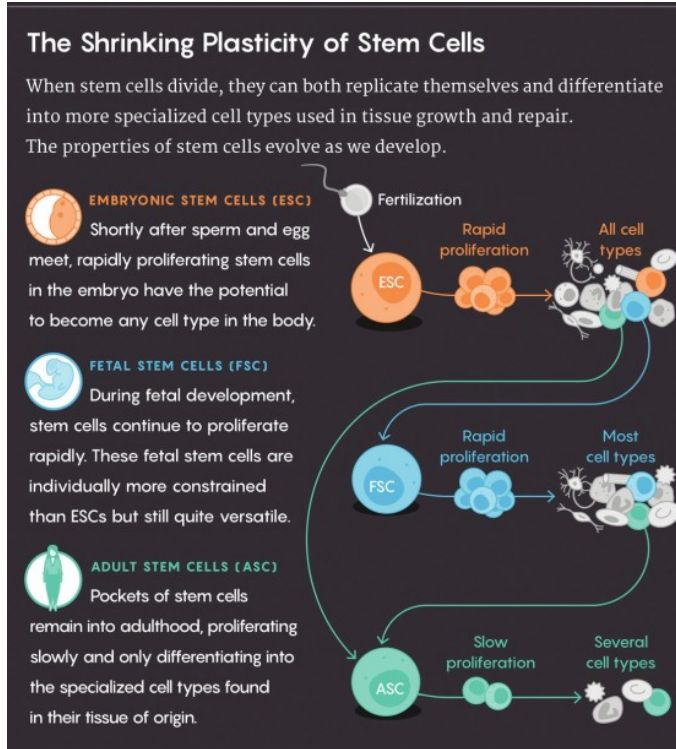 The Shrinking Plasticity of Stem Cells
When stem cells divide, they can both replicate themselves and differentiate
into more specialized cell types used in tissue growth and repair.
The properties of stem cells evolve as we develop.
EMBRYONIC STEM CELLS (ESC)
Shortly after sperm and egg
meet, rapidly proliferating stem cells
in the embryo have the potential
to become any cell type in the body.
Fertilization
ESC
Rapid
proliferation
All cell
types
FETAL STEM CELLS (FSC)
During fetal development,
stem cells continue to proliferate
rapidly. These fetal stem cells are
individually more constrained
than ESCs but still quite versatile.
FSC
Rapid
proliferation
Most
cell types
ADULT STEM CELLS (ASC)
Pockets of stem cells
remain into adulthood, proliferating
slowly and only differentiating into
the specialized cell types found
in their tissue of origin.
ASC
Slow
proliferation
Several
cell types